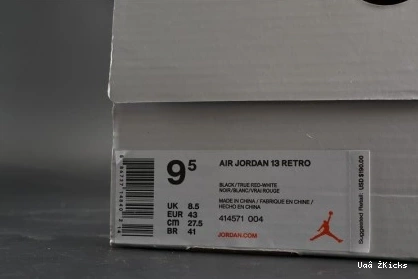 9⁵
AIR JORDAN 13 RETRO
BLACK/TRUE RED-WHITE
NOIR/BLANC/VRAI ROUGE
MADE IN CHINA / FABRIQUE EN CHINE /
HECHO EN CHINA
UK 8.5
EUR 43
CM 27.5
BR 41
414571 004
JORDAN.COM
Suggested Retail: USD $190.00
Uaâ ŽKicks